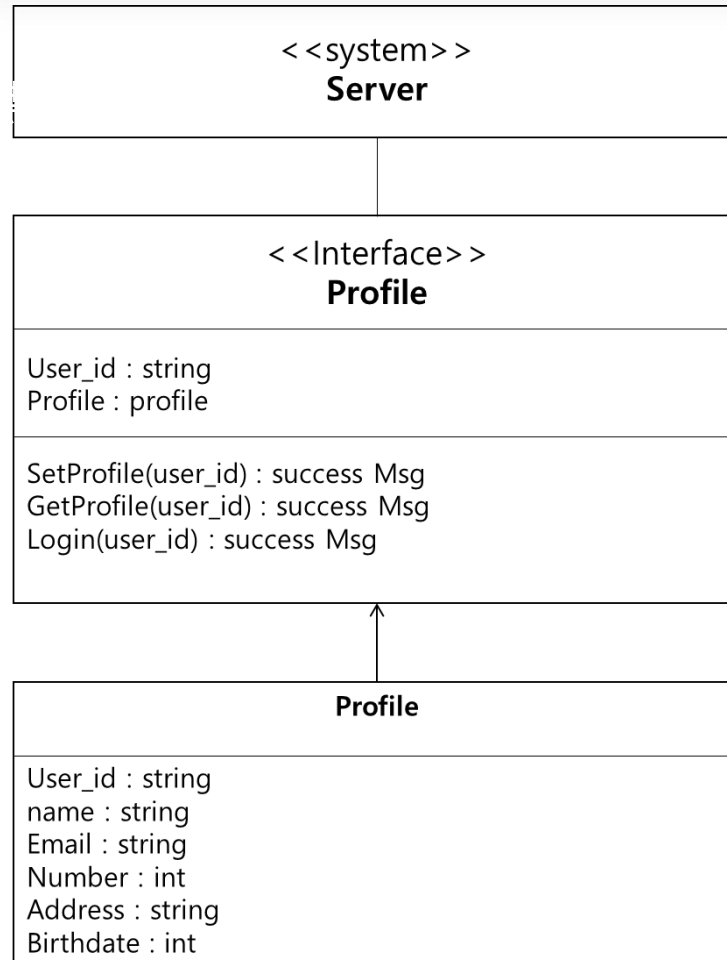 <<system>>
Server
<<Interface>>
Profile
User_id : string
Profile : profile
SetProfile(user_id) : success Msg
GetProfile(user_id) : success Msg
Login(user_id) : success Msg
Profile
User_id : string
name : string
Email : string
Number : int
Address : string
Birthdate : int